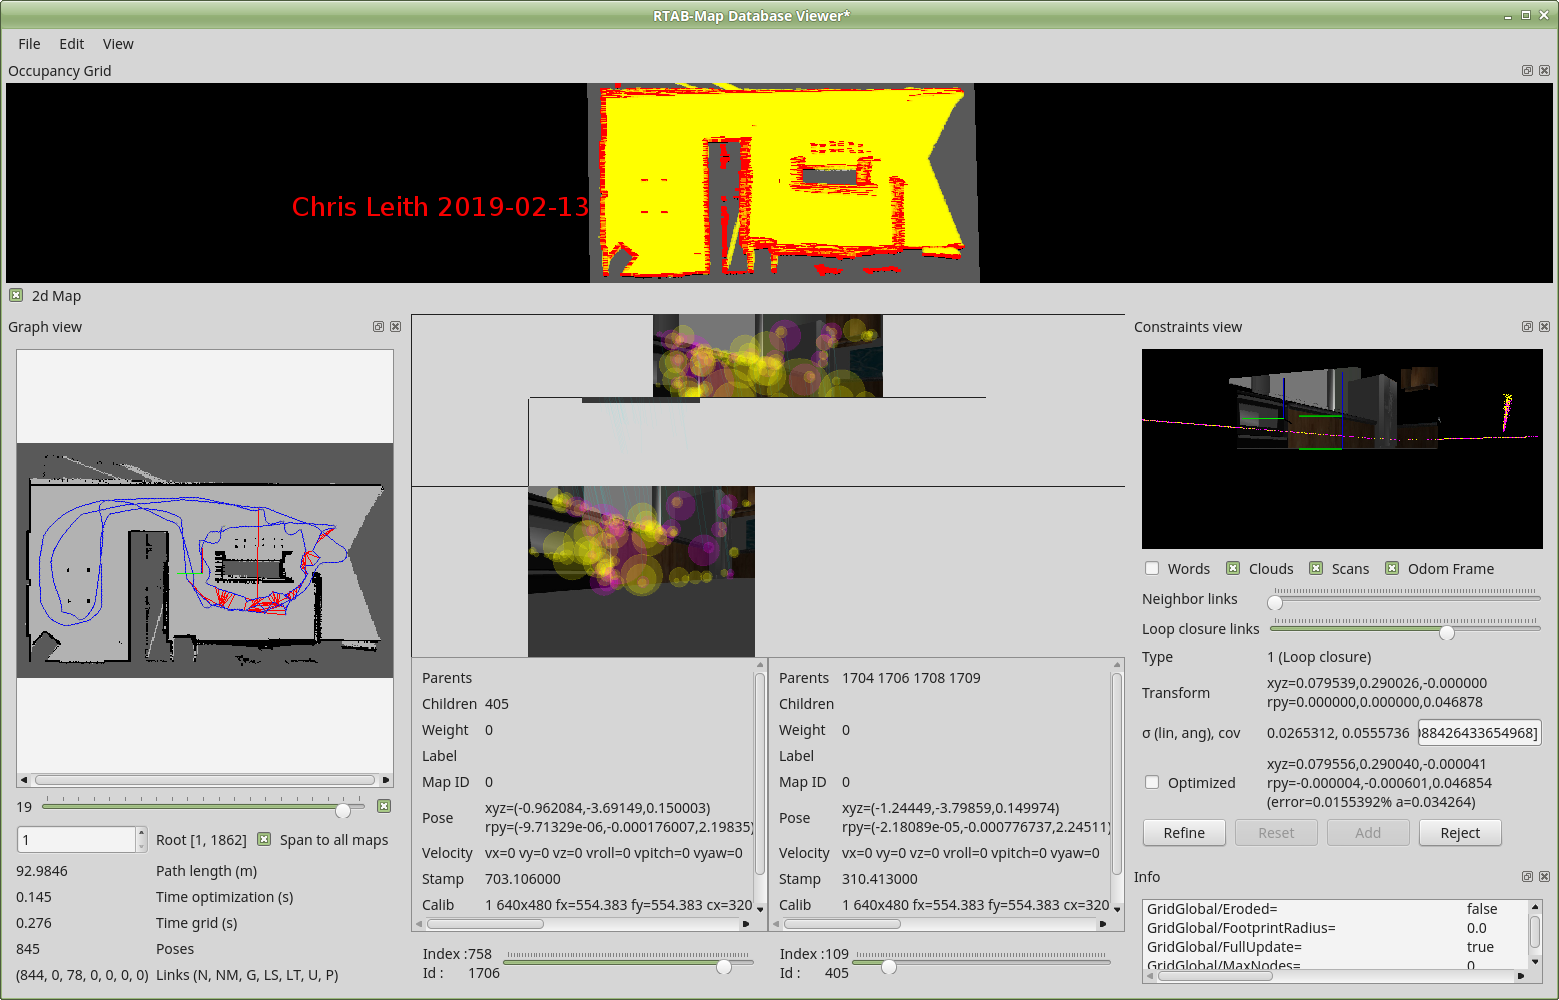 RTAB-Map Database Viewer*
File Edit View
Occupancy Grid
Chris Leith 2019-02-13
2d Map
Graph view
19
1 Root [1, 1862] Span to all maps
92.9846 Path length (m)
0.145 Time optimization (s)
0.276 Time grid (s)
845 Poses
(844, 0, 78, 0, 0, 0, 0) Links (N, NM, G, LS, LT, U, P)
Parents
Children 405
Weight 0
Label
Map ID 0
Pose xyz=(-0.962084,-3.69149,0.150003)
rpy=(-9.71329e-06,-0.000176007,2.19835)
Velocity vx=0 vy=0 vz=0 vroll=0 vpitch=0 vyaw=0
Stamp 703.106000
Calib 1 640x480 fx=554.383 fy=554.383 cx=320
Index :758
Id : 1706
Parents 1704 1706 1708 1709
Children
Weight 0
Label
Map ID 0
Pose xyz=(-1.24449,-3.79859,0.149974)
rpy=(-2.18089e-05,-0.000776737,2.24511)
Velocity vx=0 vy=0 vz=0 vroll=0 vpitch=0 vyaw=0
Stamp 310.413000
Calib 1 640x480 fx=554.383 fy=554.383 cx=320
Index :109
Id : 405
Constraints view
Words Clouds Scans Odom Frame
Neighbor links
Loop closure links
Type 1 (Loop closure)
Transform xyz=0.079539,0.290026,-0.000000
rpy=0.000000,0.000000,0.046878
σ (lin, ang), cov 0.0265312, 0.0555736 88426433654968]
Optimized xyz=0.079556,0.290040,-0.000041
rpy=-0.000004,-0.000601,0.046854
(error=0.0155392% a=0.034264)
Refine Reset Add Reject
Info
GridGlobal/Eroded= false
GridGlobal/FootprintRadius= 0.0
GridGlobal/FullUpdate= true
GridGlobal/MaxNodes= 0